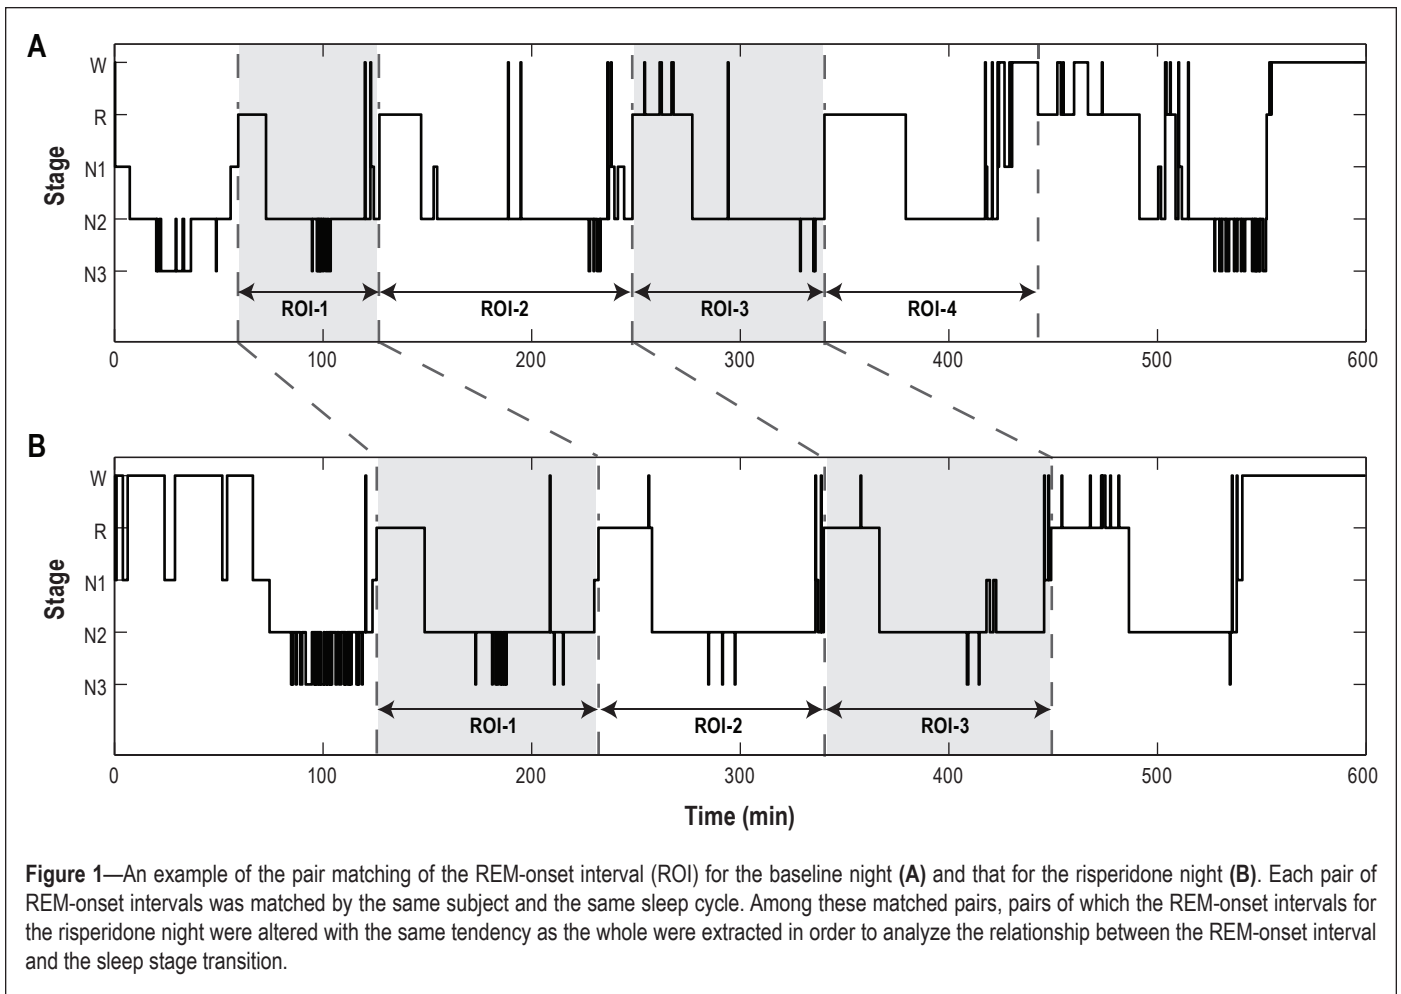 A
W
R
N1
N2
N3
Stage
ROI-1 ROI-2 ROI-3 ROI-4
0 100 200 300 400 500 600
B
W
R
N1
N2
N3
Stage
ROI-1 ROI-2 ROI-3
0 100 200 300 400 500 600
Time (min)
Figure 1—An example of the pair matching of the REM-onset interval (ROI) for the baseline night (A) and that for the risperidone night (B). Each pair of
REM-onset intervals was matched by the same subject and the same sleep cycle. Among these matched pairs, pairs of which the REM-onset intervals for
the risperidone night were altered with the same tendency as the whole were extracted in order to analyze the relationship between the REM-onset interval
and the sleep stage transition.